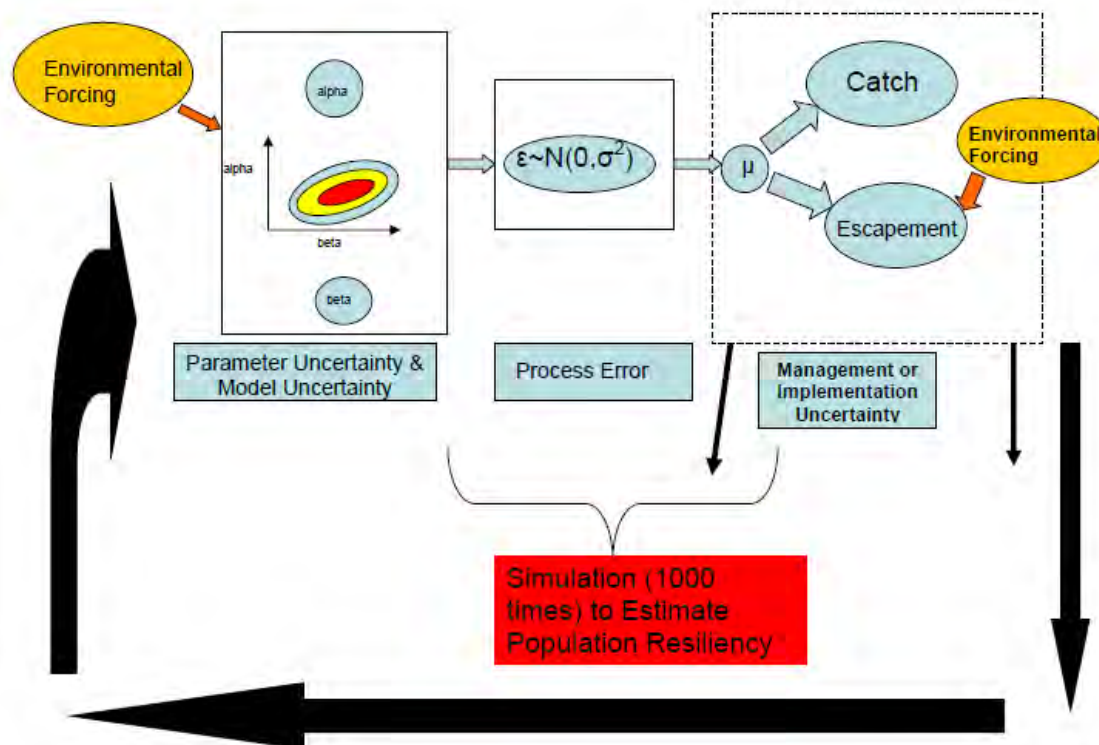 Environmental
Forcing
alpha
alpha
beta
beta
ε~N(0,σ²)
μ
Catch
Environmental
Forcing
Escapement
Parameter Uncertainty &
Model Uncertainty
Process Error
Management or
Implementation
Uncertainty
Simulation (1000
times) to Estimate
Population Resiliency